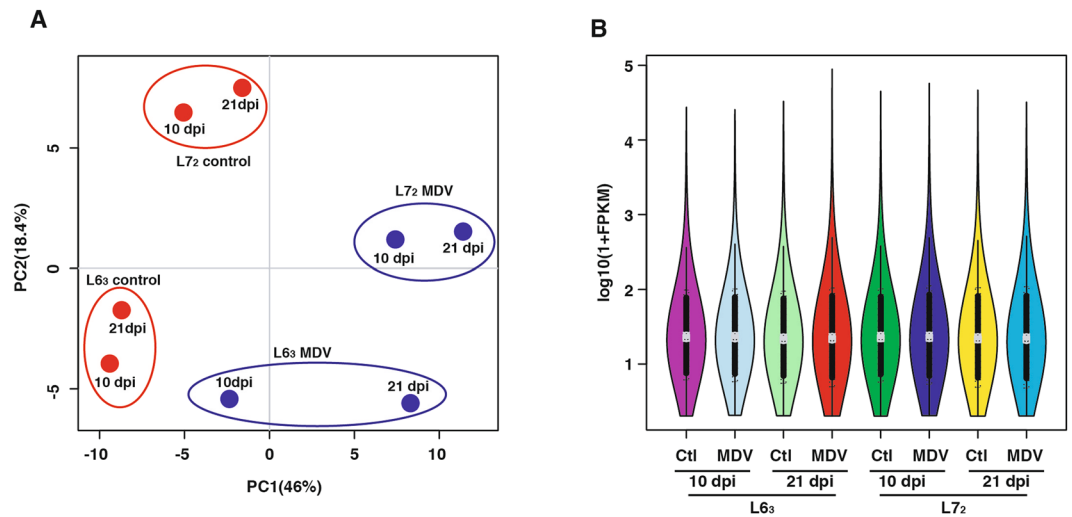 A
21dpi
10 dpi
L7₂ control
L7₂ MDV
21 dpi
10 dpi
L6₃ control
21dpi
10 dpi
L6₃ MDV
10dpi
21 dpi
5
0
-5
PC2(18.4%)
-10
-5
0
5
10
PC1(46%)
B
5
4
3
2
1
log10(1+FPKM)
Ctl MDV Ctl MDV Ctl MDV Ctl MDV
10 dpi 21 dpi 10 dpi 21 dpi
L6₃ L7₂